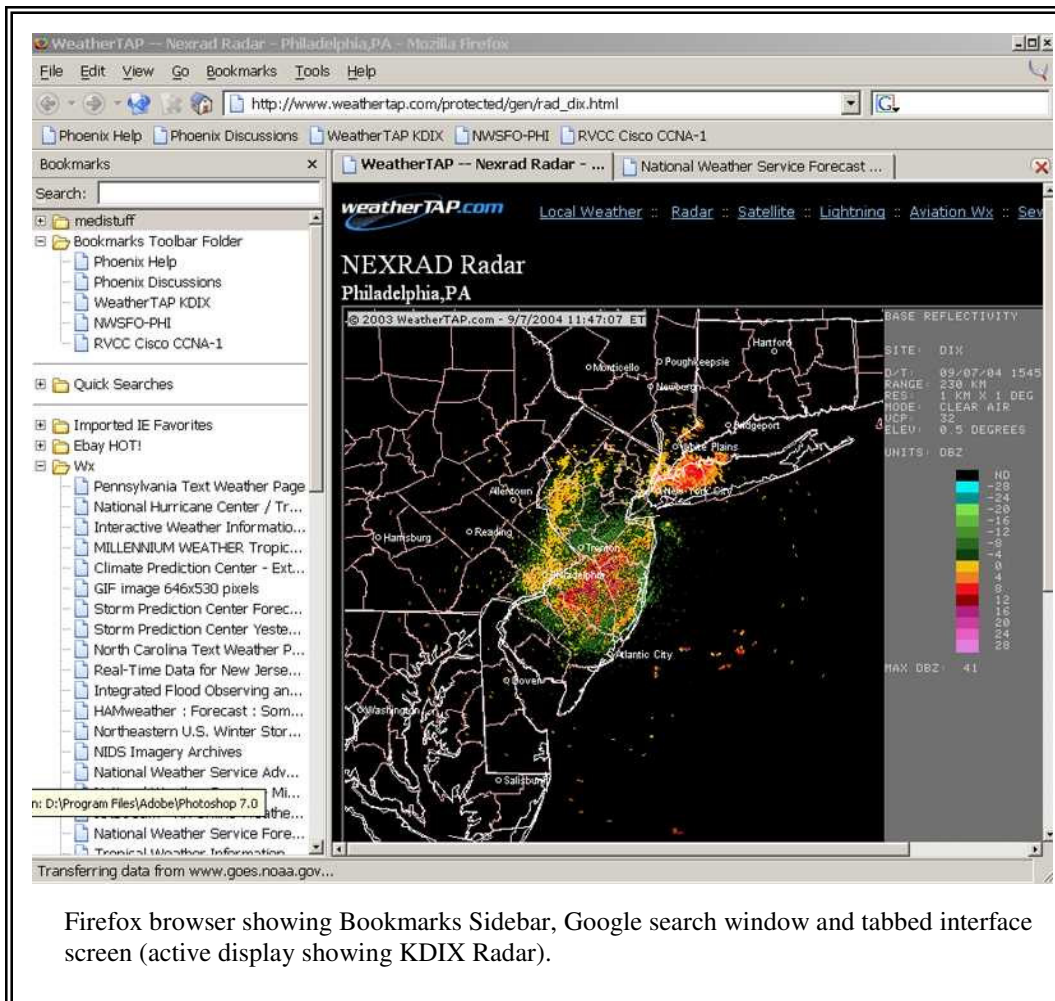 WeatherTAP -- Nexrad Radar - Philadelphia,PA - Mozilla Firefox
File Edit View Go Bookmarks Tools Help
http://www.weathertap.com/protected/gen/rad_dix.html
G
Phoenix Help Phoenix Discussions WeatherTAP KDIX NWSFO-PHI RVCC Cisco CCNA-1
Bookmarks
Search:
medistuff
Bookmarks Toolbar Folder
Phoenix Help
Phoenix Discussions
WeatherTAP KDIX
NWSFO-PHI
RVCC Cisco CCNA-1
Quick Searches
Imported IE Favorites
Ebay HOT!
Wx
Pennsylvania Text Weather Page
National Hurricane Center / Tr...
Interactive Weather Informatio...
MILLENNIUM WEATHER Tropic...
Climate Prediction Center - Ext...
GIF image 646x530 pixels
Storm Prediction Center Forec...
Storm Prediction Center Yeste...
North Carolina Text Weather P...
Real-Time Data for New Jerse...
Integrated Flood Observing an...
HAMweather : Forecast : Som...
Northeastern U.S. Winter Stor...
NIDS Imagery Archives
National Weather Service Adv...
Mi...
n: D:\Program Files\Adobe\Photoshop 7.0
National Weather Service Fore...
Tropical Weather Information
WeatherTAP -- Nexrad Radar - ... National Weather Service Forecast ...
weatherTAP.com Local Weather :: Radar :: Satellite :: Lightning :: Aviation Wx :: Sev
NEXRAD Radar
Philadelphia,PA
© 2003 WeatherTAP.com - 9/7/2004 11:47:07 ET
Hartford
Monticello
Poughkeepsie
Newburgh
Bridgeport
White Plains
New York City
Allentown
Reading
Harrisburg
Trenton
Philadelphia
Atlantic City
Dover
Washington
Salisbury
BASE REFLECTIVITY
SITE: DIX
D/T: 09/07/04 1545
RANGE: 230 KM
RES: 1 KM X 1 DEG
MODE: CLEAR AIR
VCP: 32
ELEV: 0.5 DEGREES
UNITS: DBZ
ND
-28
-24
-20
-16
-12
-8
-4
0
4
8
12
16
20
24
28
MAX DBZ: 41
Transferring data from www.goes.noaa.gov...
Firefox browser showing Bookmarks Sidebar, Google search window and tabbed interface
screen (active display showing KDIX Radar).